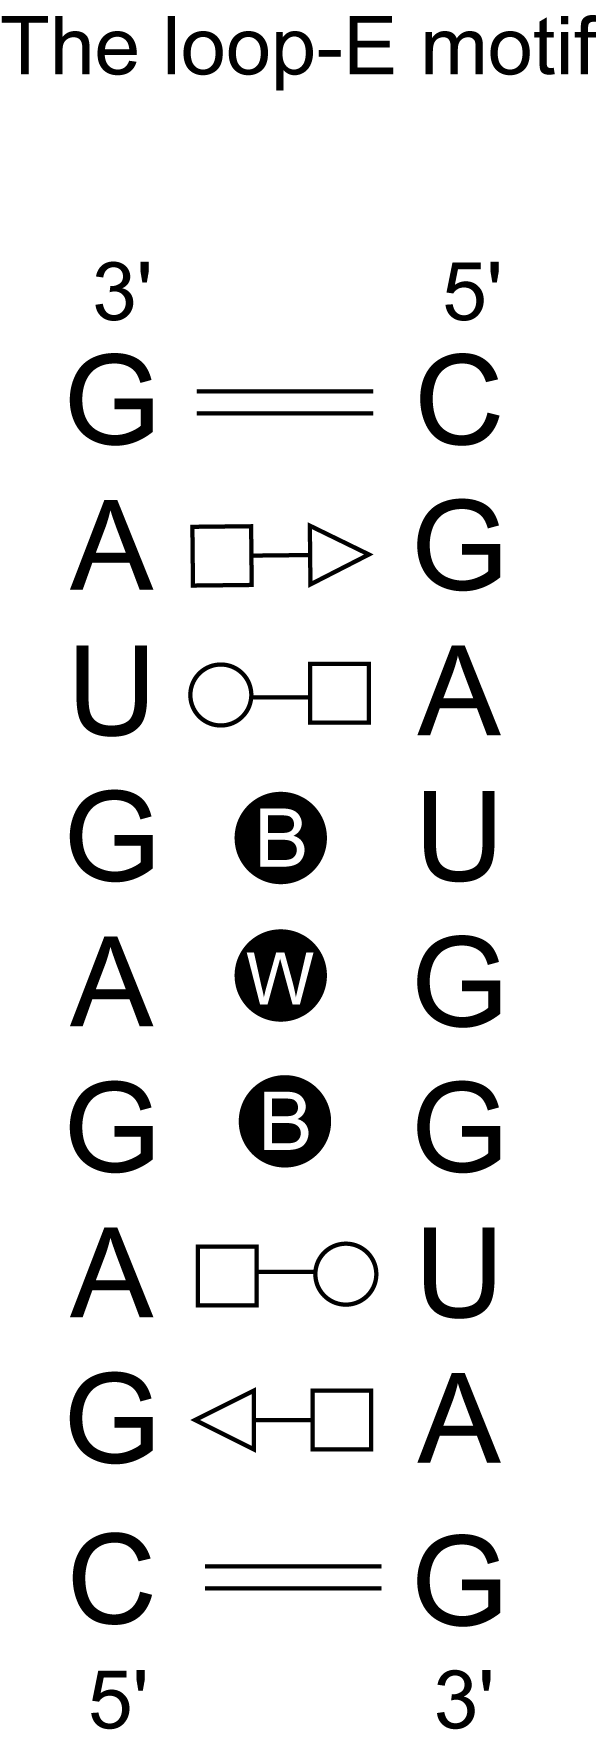 The loop-E motif
3' 5'
G C
A G
U A
G B U
A W G
G B G
A U
G A
C G
5' 3'